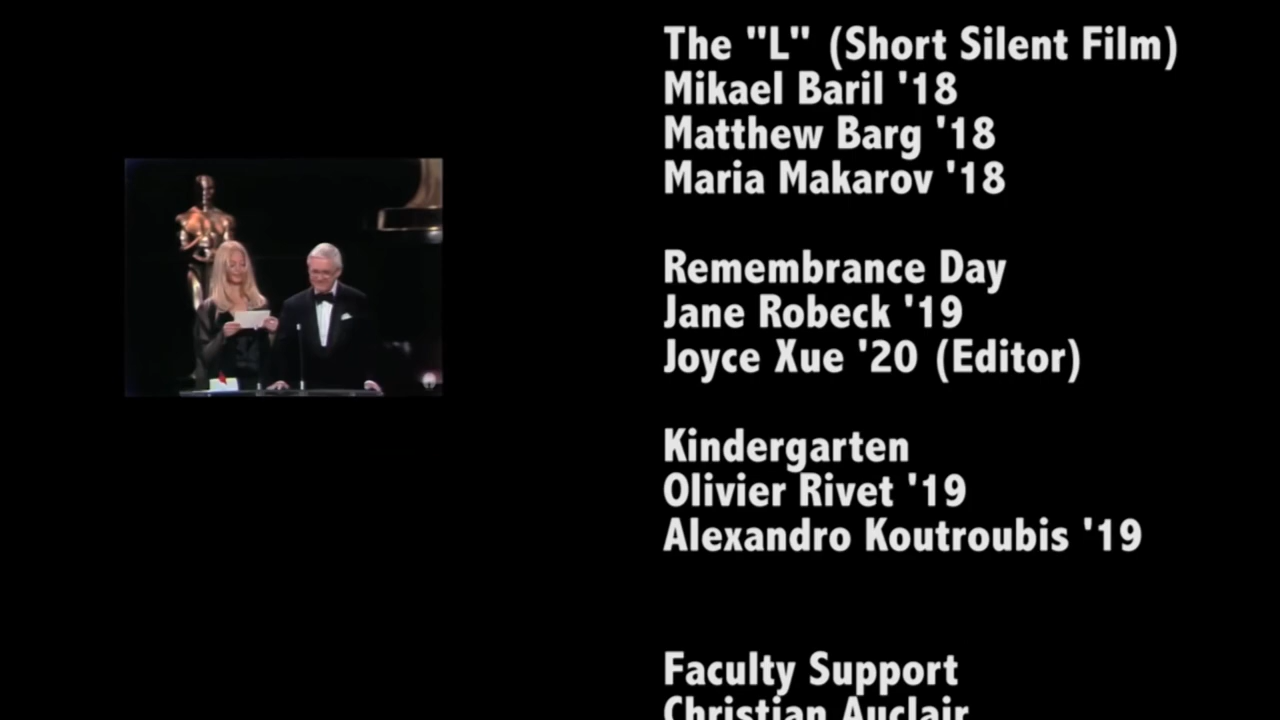 The "L" (Short Silent Film)
Mikael Baril '18
Matthew Barg '18
Maria Makarov '18
Remembrance Day
Jane Robeck '19
Joyce Xue '20 (Editor)
Kindergarten
Olivier Rivet '19
Alexandro Koutroubis '19
Faculty Support
Christian Auclair